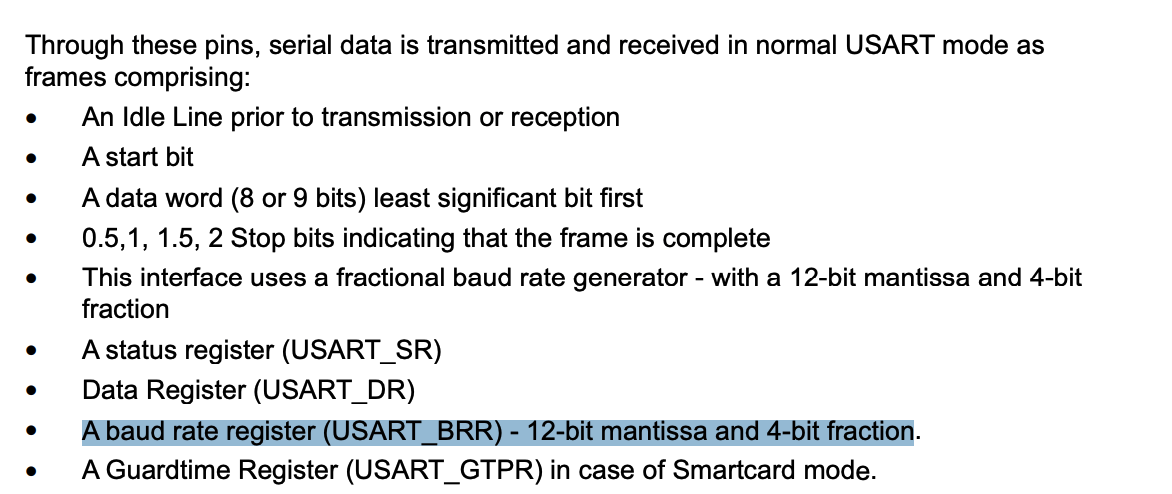 Through these pins, serial data is transmitted and received in normal USART mode as
frames comprising:
• An Idle Line prior to transmission or reception
• A start bit
• A data word (8 or 9 bits) least significant bit first
• 0.5,1, 1.5, 2 Stop bits indicating that the frame is complete
• This interface uses a fractional baud rate generator - with a 12-bit mantissa and 4-bit
fraction
• A status register (USART_SR)
• Data Register (USART_DR)
• A baud rate register (USART_BRR) - 12-bit mantissa and 4-bit fraction.
• A Guardtime Register (USART_GTPR) in case of Smartcard mode.